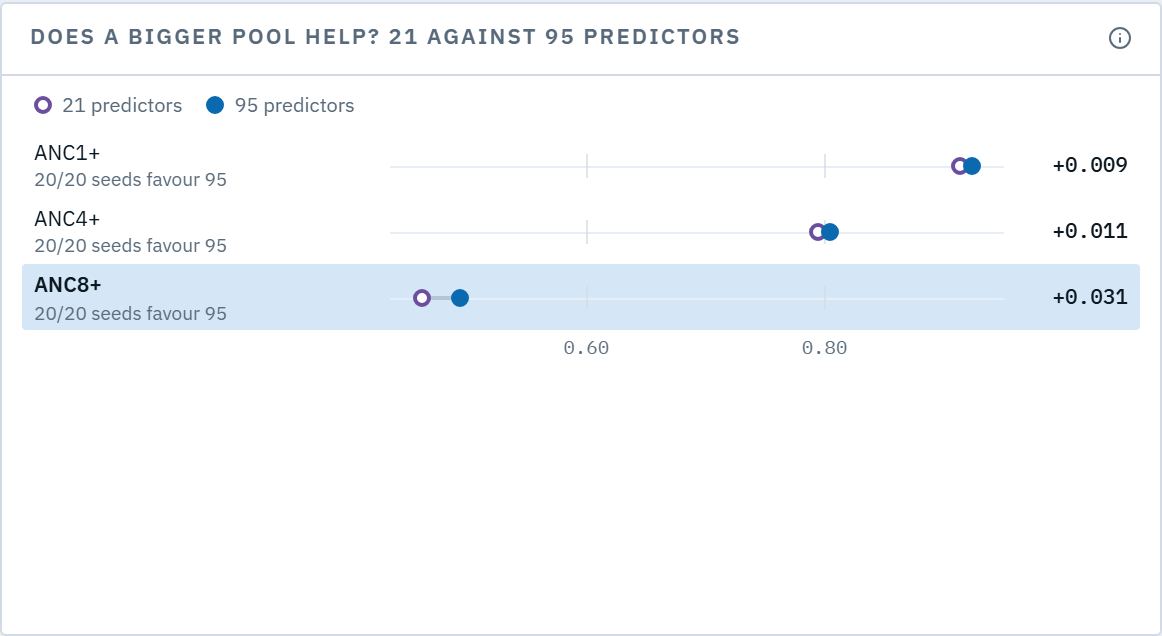 DOES A BIGGER POOL HELP? 21 AGAINST 95 PREDICTORS
21 predictors 95 predictors
ANC1+
20/20 seeds favour 95
+0.009
ANC4+
20/20 seeds favour 95
+0.011
ANC8+
20/20 seeds favour 95
+0.031
0.60 0.80